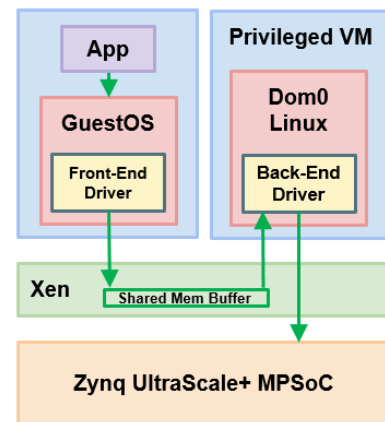 App
GuestOS
Front-End
Driver
Privileged VM
Dom0
Linux
Back-End
Driver
Xen
Shared Mem Buffer
Zynq UltraScale+ MPSoC